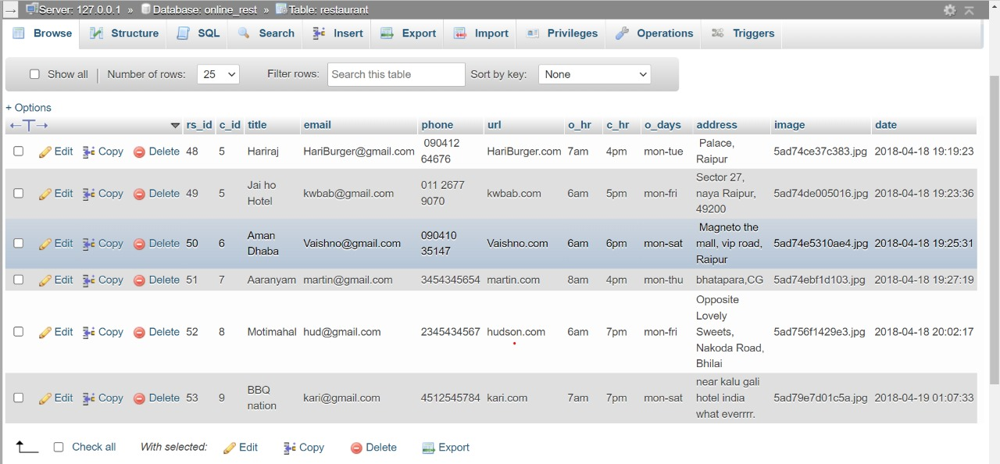 Server: 127.0.0.1 » Database: online_rest » Table: restaurant
Browse Structure SQL Search Insert Export Import Privileges Operations Triggers
Show all Number of rows: 25 Filter rows: Search this table Sort by key: None
+ Options
←T→ rs_id c_id title email phone url o_hr c_hr o_days address image date
Edit Copy Delete 48 5 Hariraj HariBurger@gmail.com 090412 64676 HariBurger.com 7am 4pm mon-tue Palace, Raipur 5ad74ce37c383.jpg 2018-04-18 19:19:23
Edit Copy Delete 49 5 Jai ho Hotel kwbab@gmail.com 011 2677 9070 kwbab.com 6am 5pm mon-fri Sector 27, naya Raipur, 49200 5ad74de005016.jpg 2018-04-18 19:23:36
Edit Copy Delete 50 6 Aman Dhaba Vaishno@gmail.com 090410 35147 Vaishno.com 6am 6pm mon-sat Magneto the mall, vip road, Raipur 5ad74e5310ae4.jpg 2018-04-18 19:25:31
Edit Copy Delete 51 7 Aaranyam martin@gmail.com 3454345654 martin.com 8am 4pm mon-thu bhatapara,CG 5ad74ebf1d103.jpg 2018-04-18 19:27:19
Edit Copy Delete 52 8 Motimahal hud@gmail.com 2345434567 hudson.com 6am 7pm mon-fri Opposite Lovely Sweets, Nakoda Road, Bhilai 5ad756f1429e3.jpg 2018-04-18 20:02:17
Edit Copy Delete 53 9 BBQ nation kari@gmail.com 4512545784 kari.com 7am 7pm mon-sat near kalu gali hotel india what everrrr. 5ad79e7d01c5a.jpg 2018-04-19 01:07:33
Check all With selected: Edit Copy Delete Export